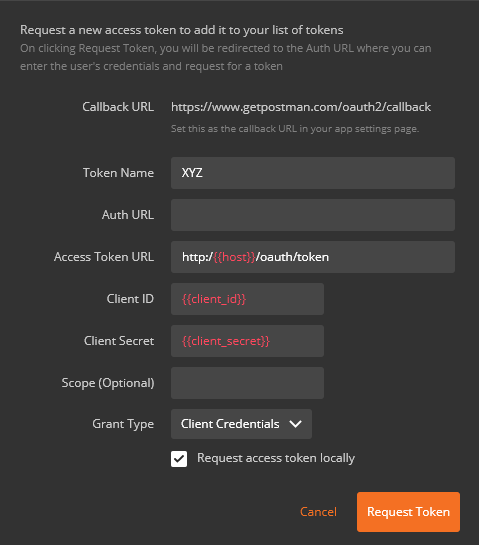 Request a new access token to add it to your list of tokens
On clicking Request Token, you will be redirected to the Auth URL where you can
enter the user's credentials and request for a token
Callback URL https://www.getpostman.com/oauth2/callback
Set this as the callback URL in your app settings page.
Token Name XYZ
Auth URL
Access Token URL http:/{{host}}/oauth/token
Client ID {{client_id}}
Client Secret {{client_secret}}
Scope (Optional)
Grant Type Client Credentials
Request access token locally
Cancel Request Token